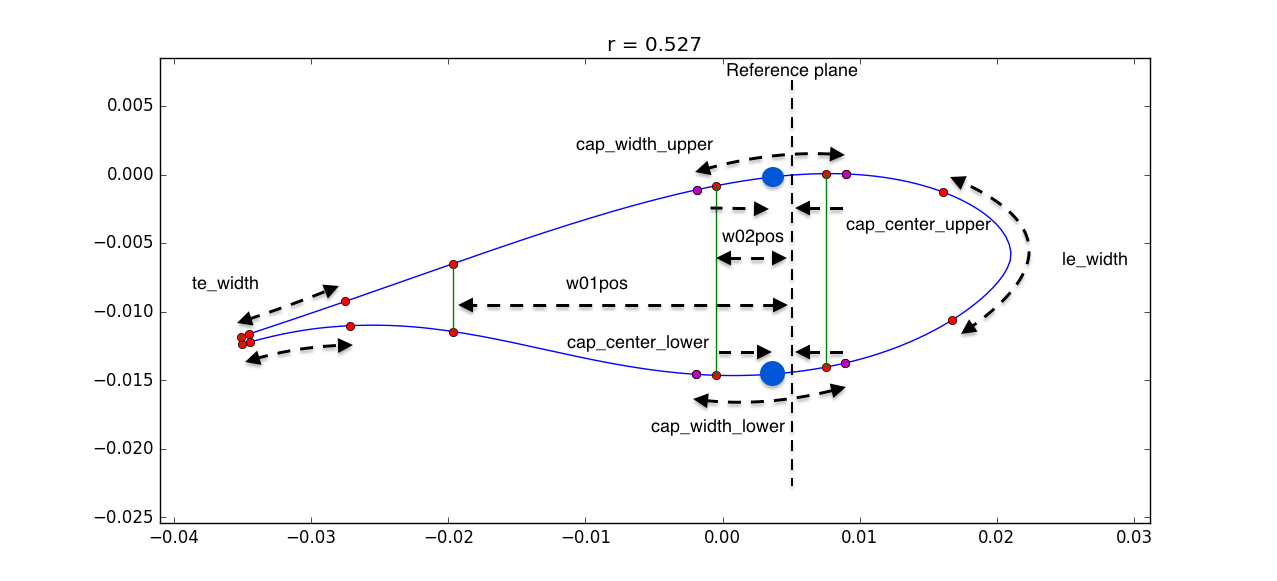 r = 0.527
Reference plane
0.005
cap_width_upper
0.000
cap_center_upper
−0.005
w02pos
le_width
te_width
w01pos
−0.010
cap_center_lower
−0.015
cap_width_lower
−0.020
−0.025
−0.04 −0.03 −0.02 −0.01 0.00 0.01 0.02 0.03